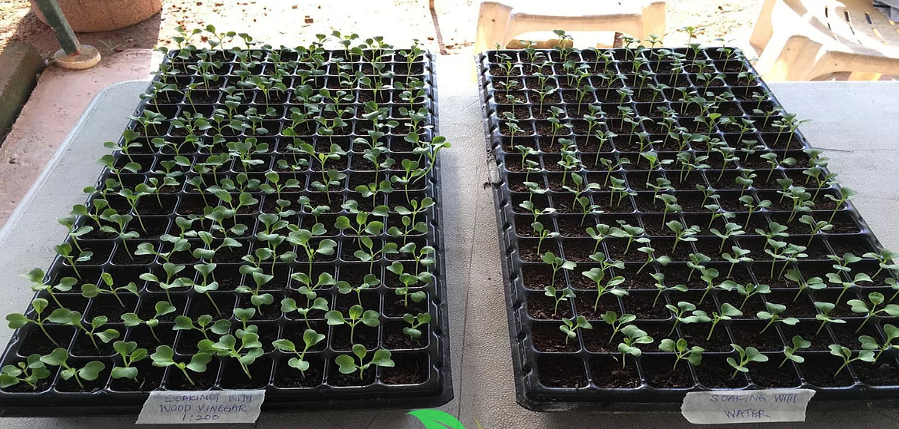 SOAKING WITH
WOOD VINEGAR
1:200
SOAKING WITH
WATER